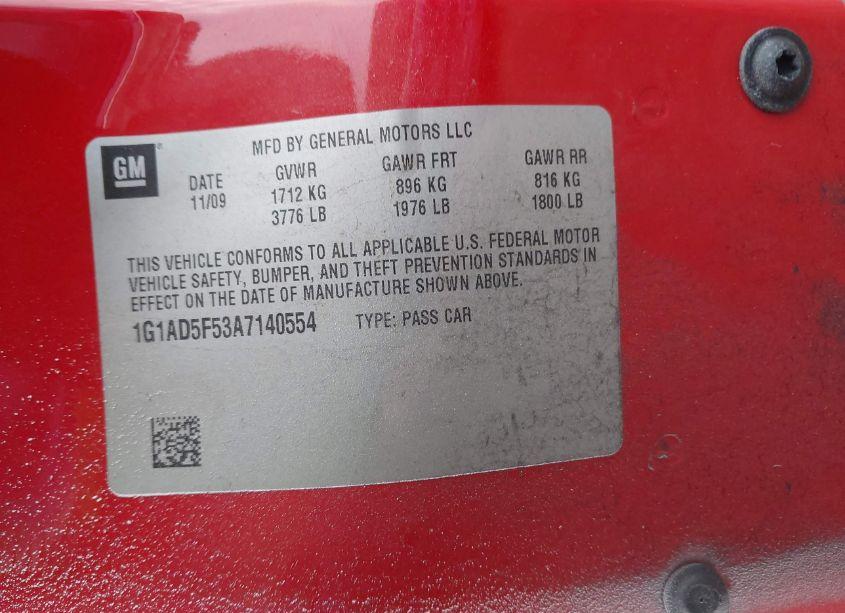 GM
MFD BY GENERAL MOTORS LLC
DATE GVWR GAWR FRT GAWR RR
11/09 1712 KG 896 KG 816 KG
3776 LB 1976 LB 1800 LB
THIS VEHICLE CONFORMS TO ALL APPLICABLE U.S. FEDERAL MOTOR
VEHICLE SAFETY, BUMPER, AND THEFT PREVENTION STANDARDS IN
EFFECT ON THE DATE OF MANUFACTURE SHOWN ABOVE.
1G1AD5F53A7140554 TYPE: PASS CAR